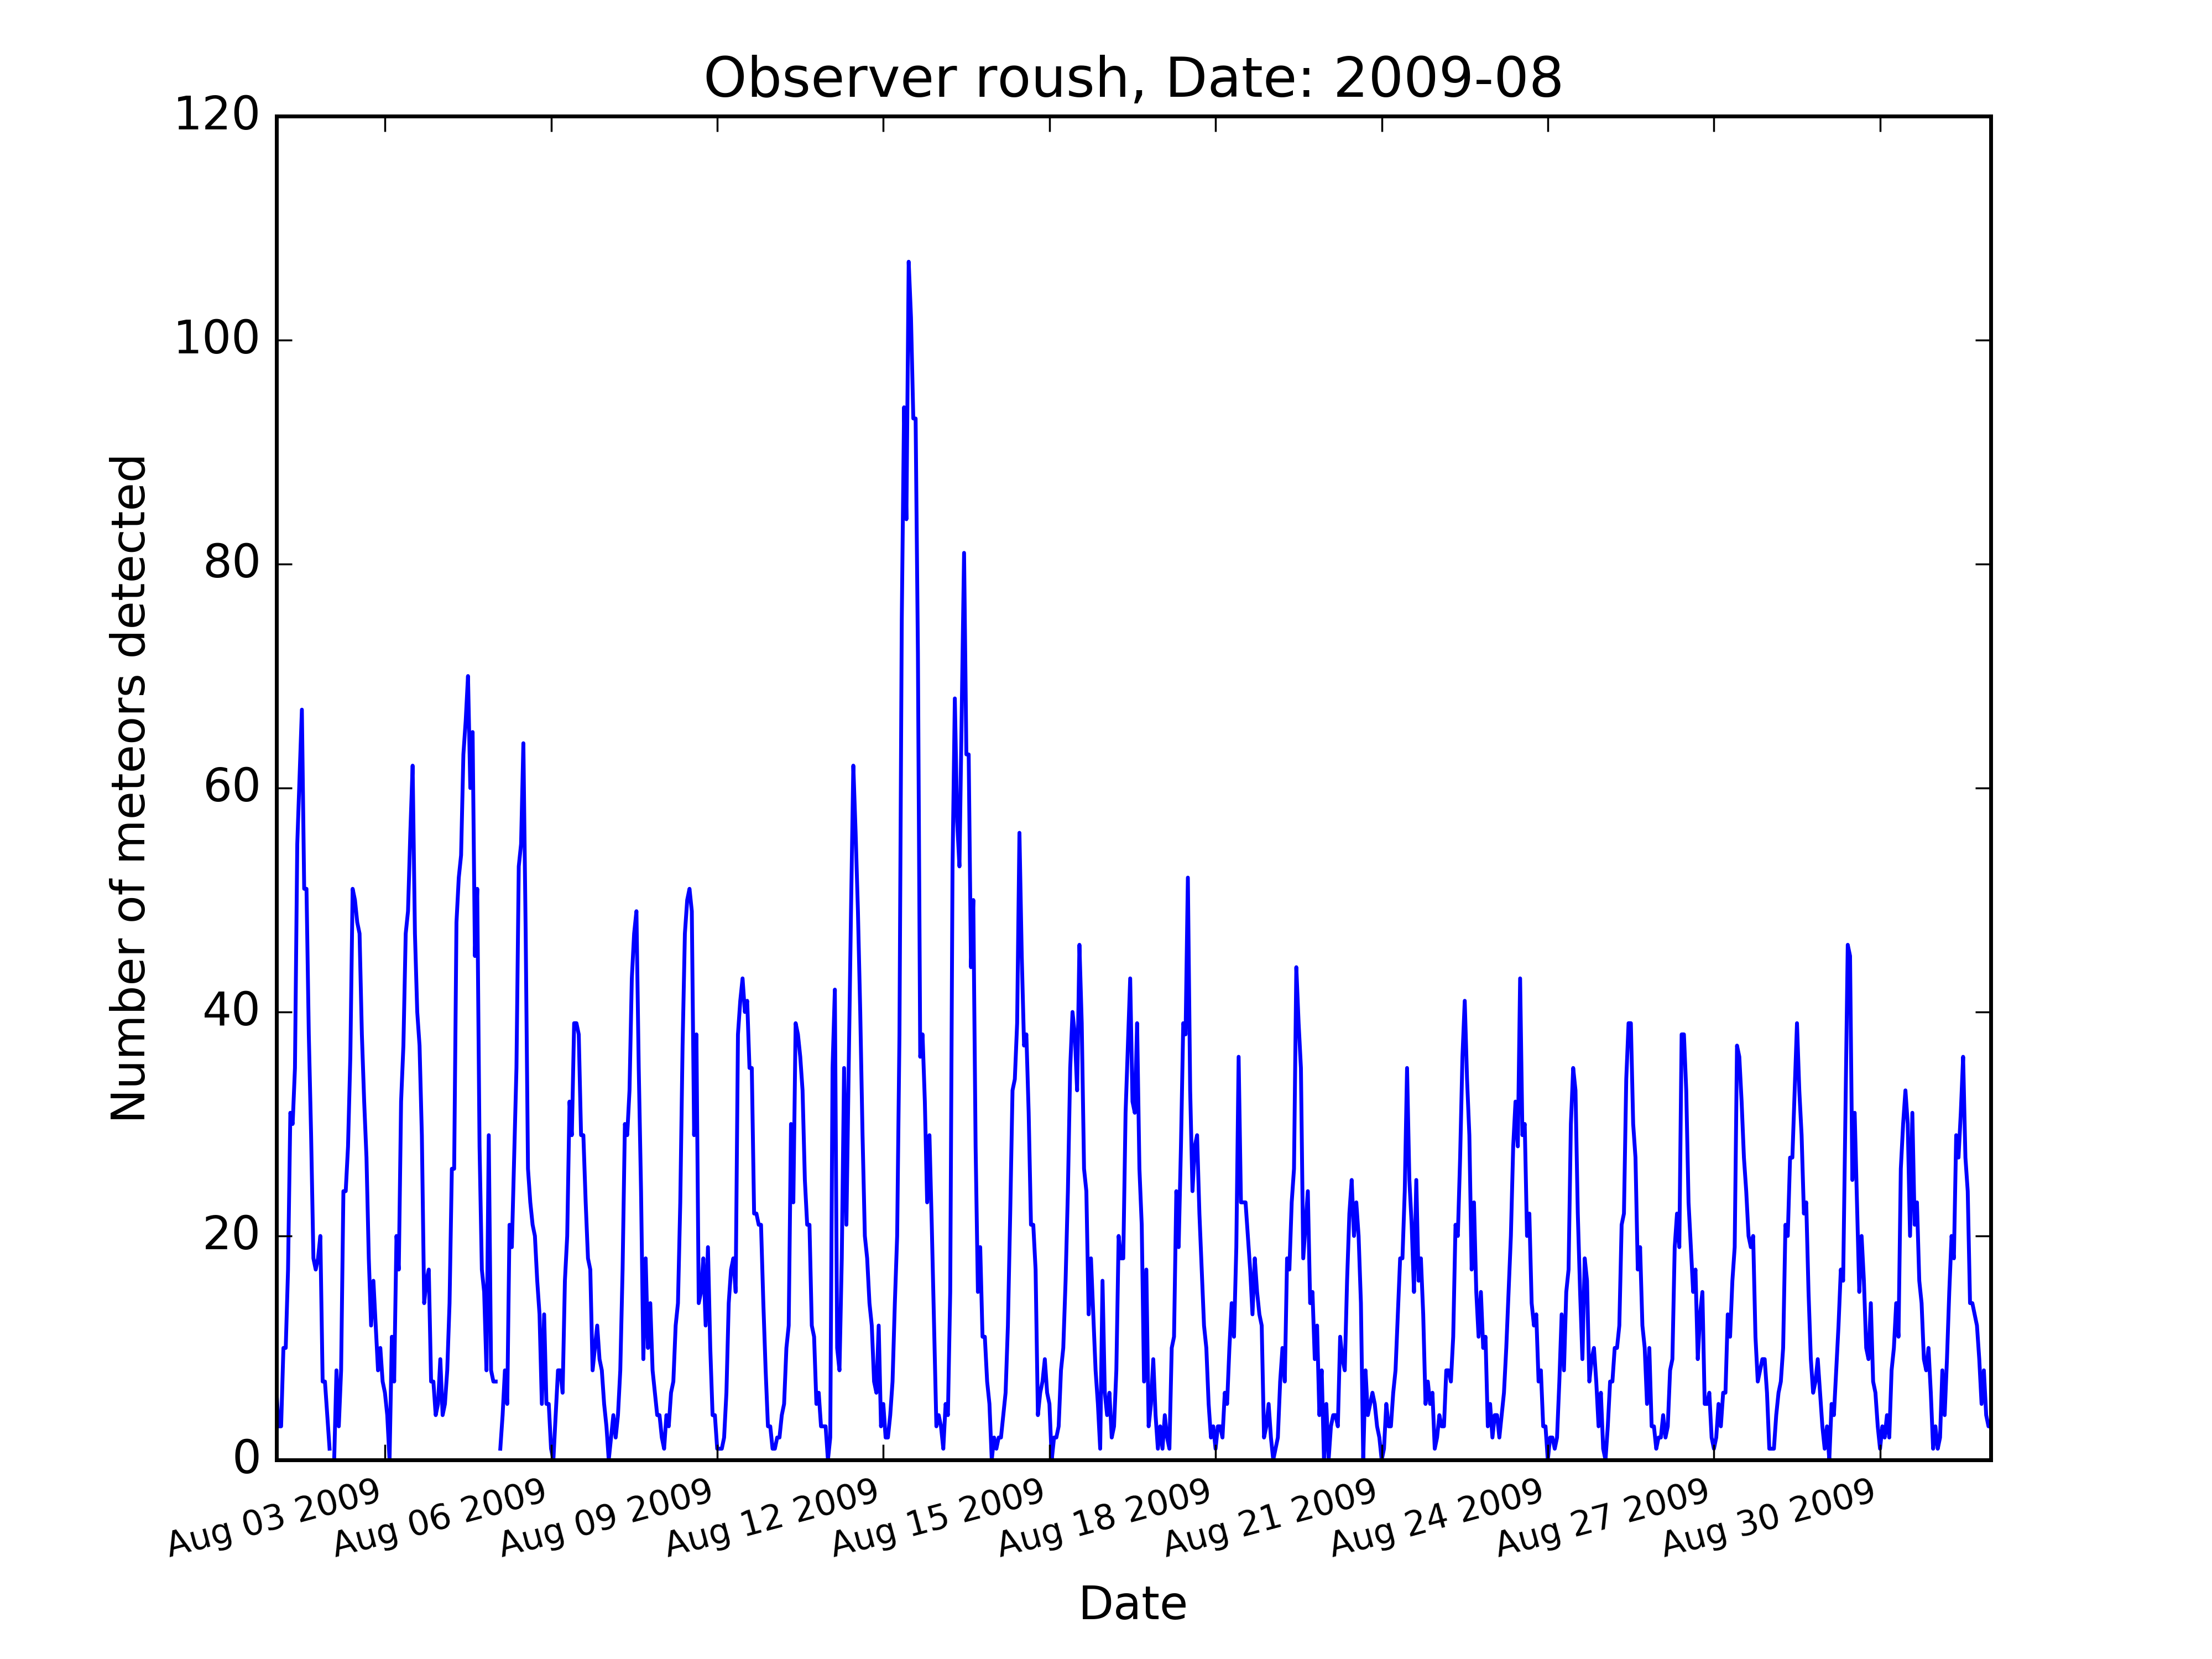 Observer roush, Date: 2009-08
120
100
80
60
40
20
0
Number of meteors detected
Aug 03 2009
Aug 06 2009
Aug 09 2009
Aug 12 2009
Aug 15 2009
Aug 18 2009
Aug 21 2009
Aug 24 2009
Aug 27 2009
Aug 30 2009
Date